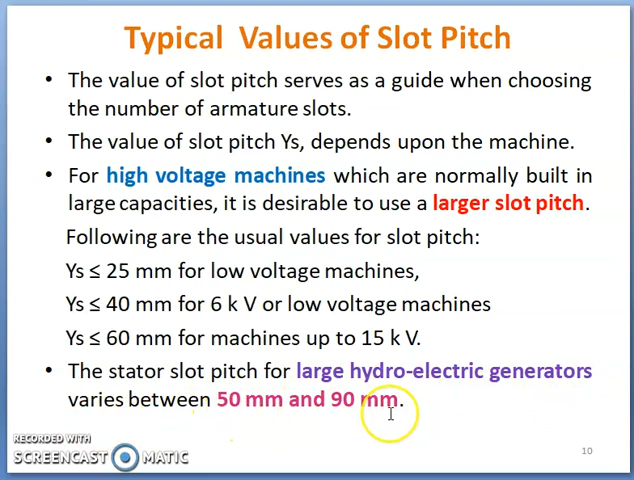 Typical Values of Slot Pitch
• The value of slot pitch serves as a guide when choosing
the number of armature slots.
• The value of slot pitch Ys, depends upon the machine.
• For high voltage machines which are normally built in
large capacities, it is desirable to use a larger slot pitch.
Following are the usual values for slot pitch:
Ys ≤ 25 mm for low voltage machines,
Ys ≤ 40 mm for 6 k V or low voltage machines
Ys ≤ 60 mm for machines up to 15 k V.
• The stator slot pitch for large hydro-electric generators
varies between 50 mm and 90 mm.
RECORDED WITH
SCREENCAST MATIC
10